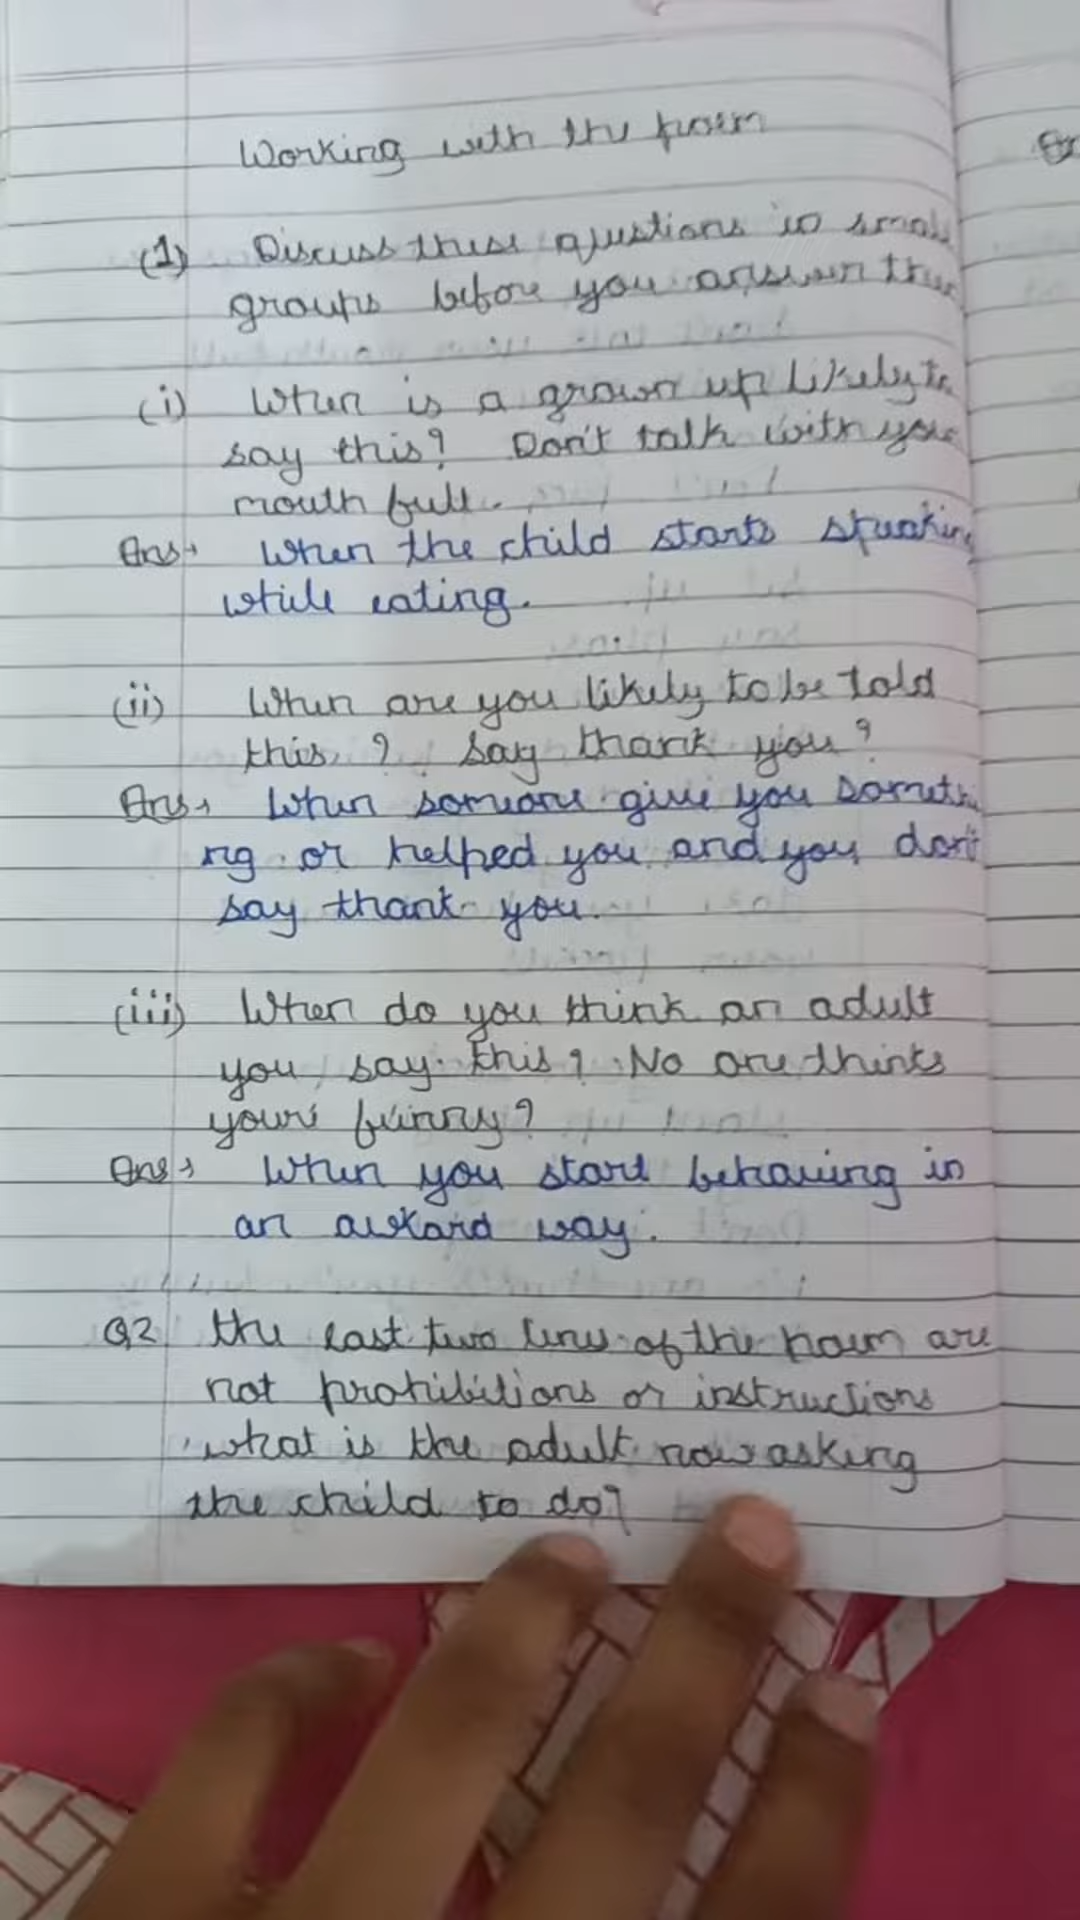 Working with the poem
(1) Discuss these questions in small
groups before you answer them
(i) When is a grown up likely to
say this? Don't talk with your
mouth full.
Ans→ When the child starts speaking
while eating.
(ii) When are you likely to be told
this? Say thank you?
Ans→ When someone give you somethi
ng or helped you and you don't
say thank you.
(iii) When do you think an adult
you say this? No one thinks
your funny?
Ans→ When you start behaving in
an awkard way.
Q2 the last two lines of the poem are
not prohibitions or instructions
what is the adult now asking
the child to do?